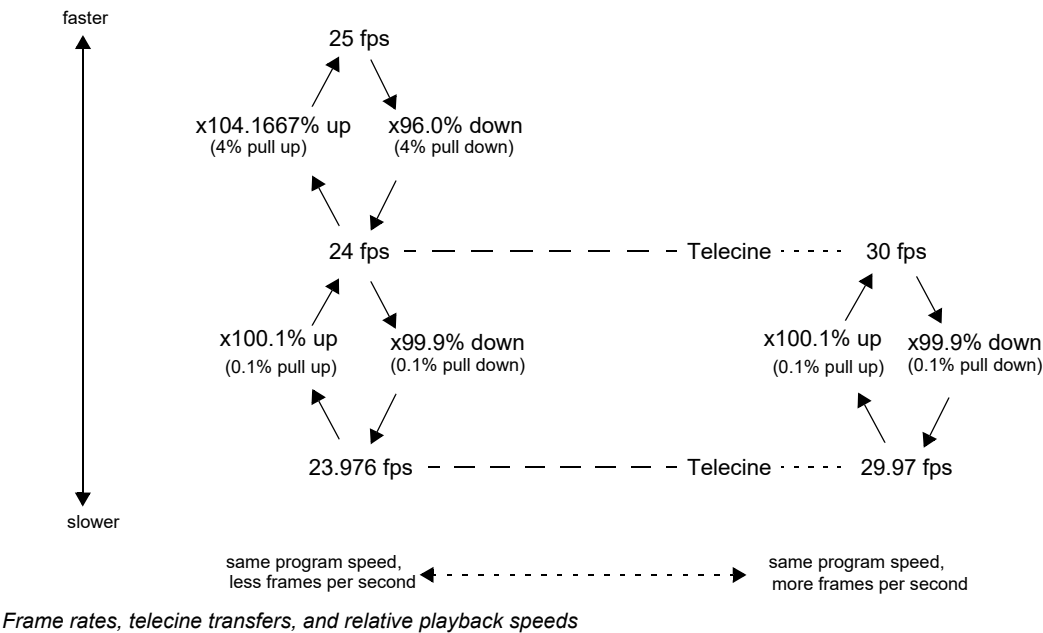 faster
25 fps
x104.1667% up
(4% pull up)
x96.0% down
(4% pull down)
24 fps
Telecine
30 fps
x100.1% up
(0.1% pull up)
x99.9% down
(0.1% pull down)
x100.1% up
(0.1% pull up)
x99.9% down
(0.1% pull down)
23.976 fps
Telecine
29.97 fps
slower
same program speed,
less frames per second
same program speed,
more frames per second
Frame rates, telecine transfers, and relative playback speeds